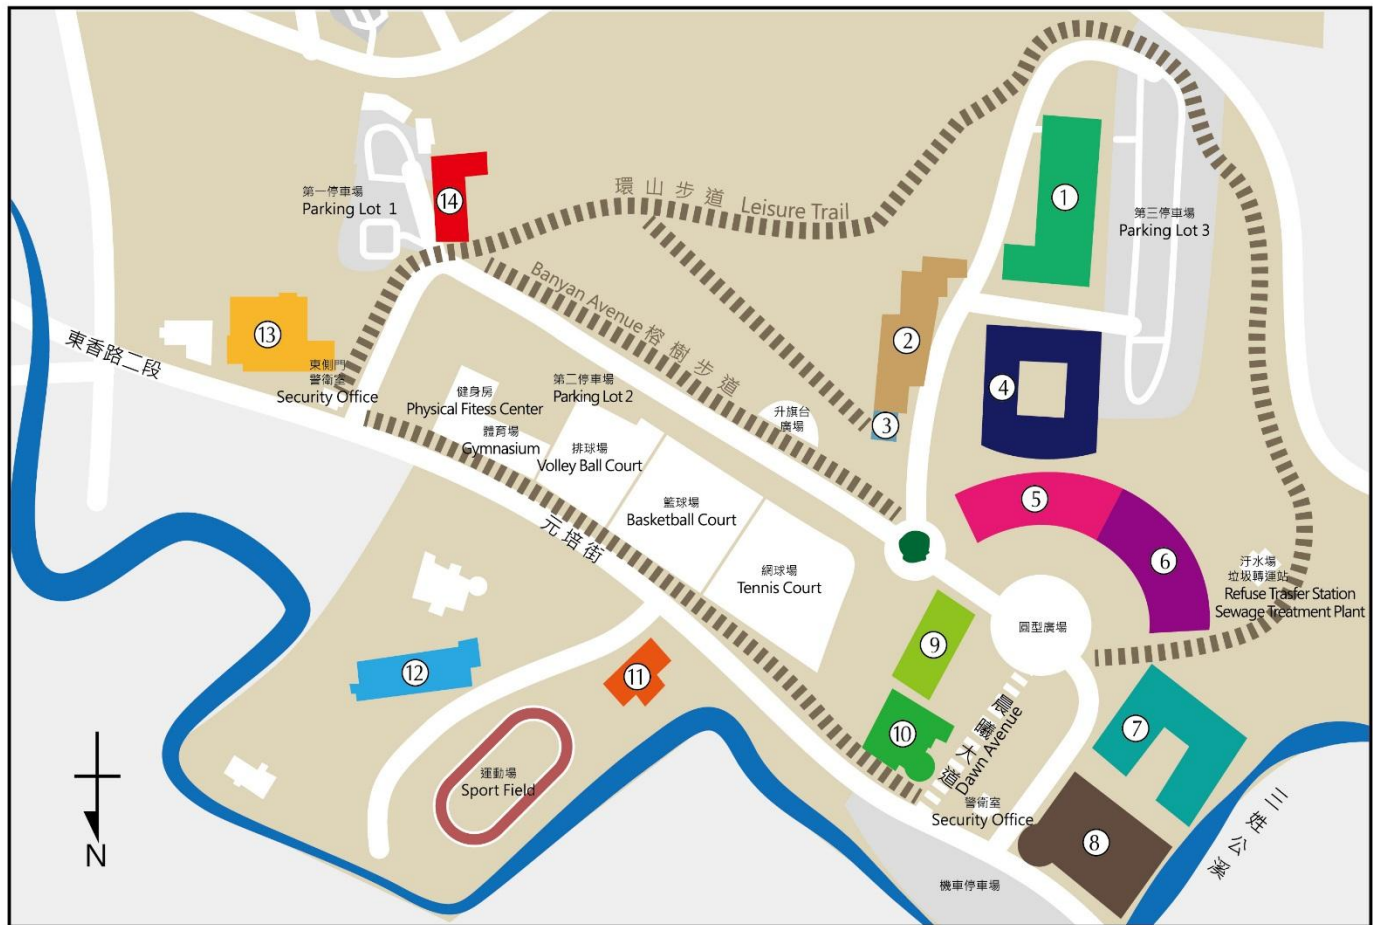 環山步道 Leisure Trail
①
第一停車場
Parking Lot 1
⑭
第三停車場
Parking Lot 3
Banyan Avenue 榕樹步道
⑬
東香路二段
東側門
警衛室
Security Office
②
健身房
Physical Fitess Center
第二停車場
Parking Lot 2
④
升旗台
廣場
③
體育場
Gymnasium
排球場
Volley Ball Court
籃球場
Basketball Court
⑤
元培街
網球場
Tennis Court
⑥
汙水場
垃圾轉運站
Refuse Trasfer Station
Sewage Treatment Plant
圓型廣場
⑨
⑫
⑪
⑩
晨曦大道
Dawn Avenue
⑦
運動場
Sport Field
警衛室
Security Office
三姓公溪
⑧
N
機車停車場